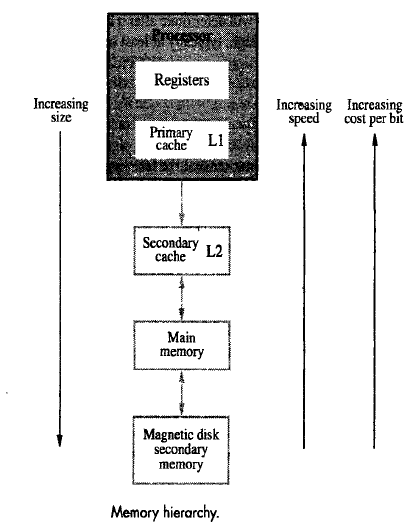 Processor
Registers
Increasing
size
Primary
cache L1
Increasing
speed
Increasing
cost per bit
Secondary
cache L2
Main
memory
Magnetic disk
secondary
memory
Memory hierarchy.